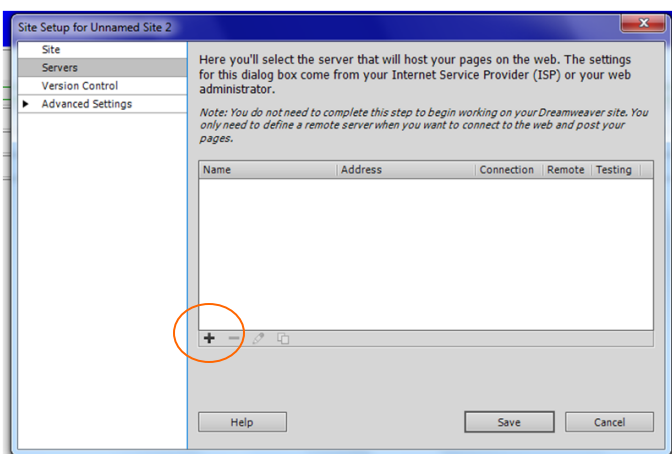 Site Setup for Unnamed Site 2
Site
Servers
Version Control
Advanced Settings
Here you'll select the server that will host your pages on the web. The settings
for this dialog box come from your Internet Service Provider (ISP) or your web
administrator.
Note: You do not need to complete this step to begin working on your Dreamweaver site. You
only need to define a remote server when you want to connect to the web and post your
pages.
Name Address Connection Remote Testing
Help Save Cancel